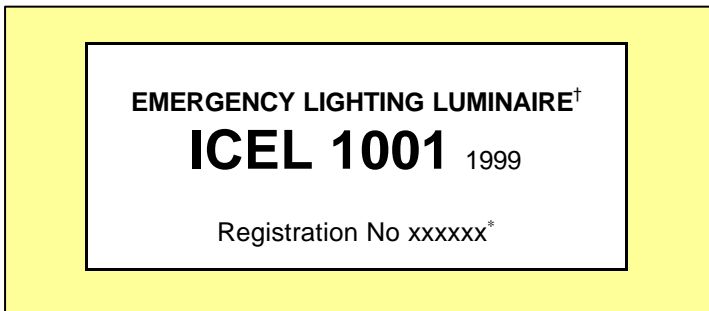 EMERGENCY LIGHTING LUMINAIRE†
ICEL 1001 1999
Registration No xxxxxx*